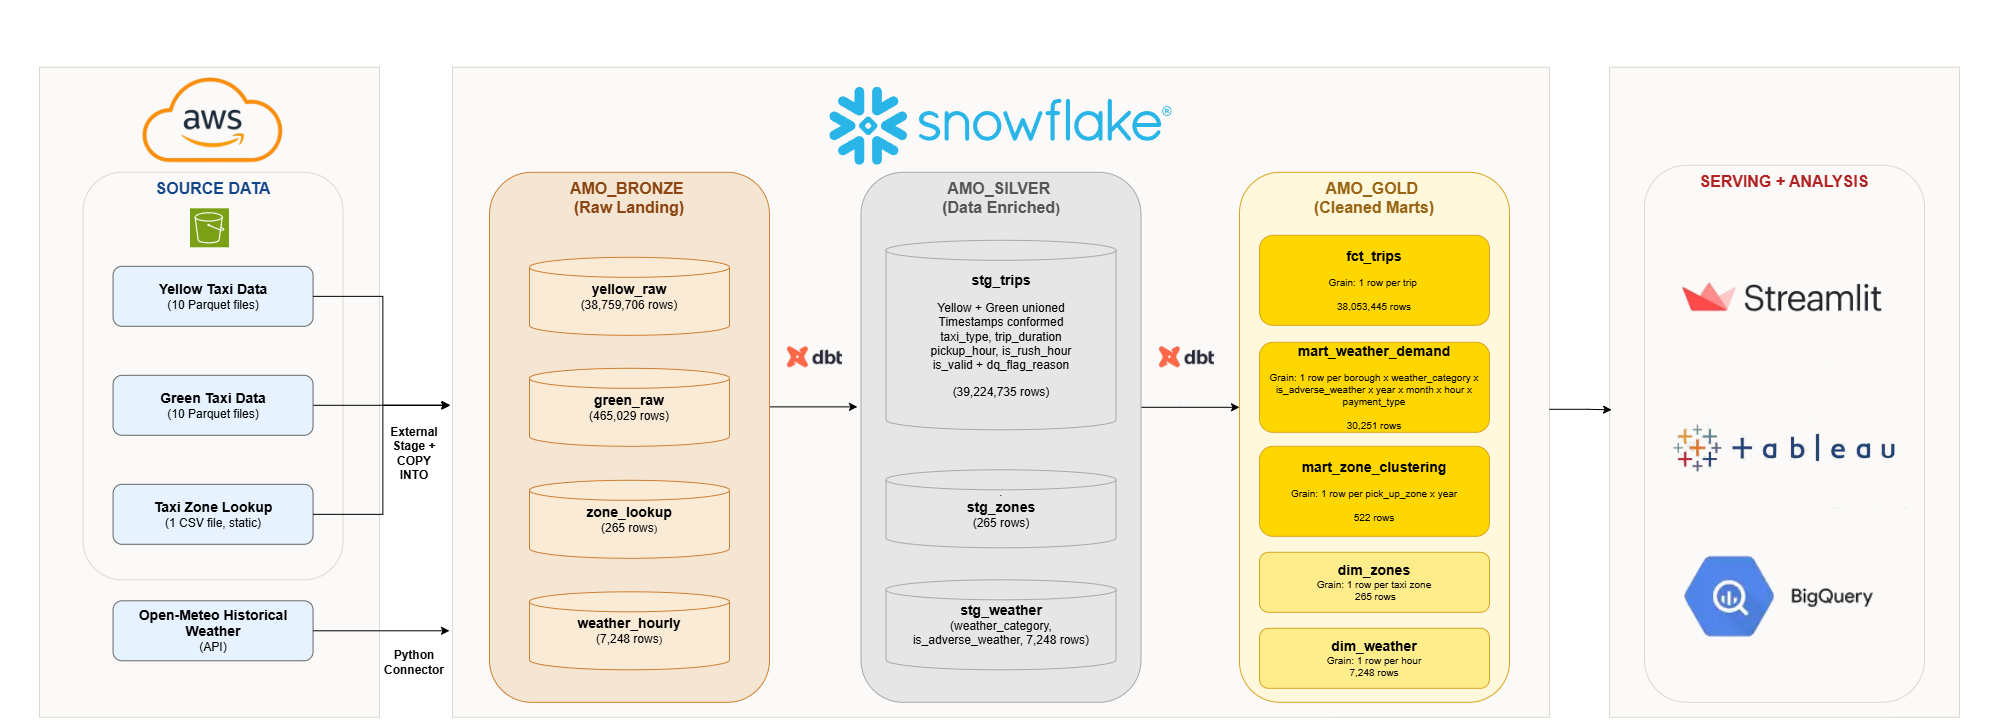 aws
SOURCE DATA
Yellow Taxi Data
(10 Parquet files)
Green Taxi Data
(10 Parquet files)
Taxi Zone Lookup
(1 CSV file, static)
Open-Meteo Historical
Weather
(API)
External
Stage +
COPY
INTO
Python
Connector
snowflake®
AMO_BRONZE
(Raw Landing)
yellow_raw
(38,759,706 rows)
green_raw
(465,029 rows)
zone_lookup
(265 rows)
weather_hourly
(7,248 rows)
dbt
AMO_SILVER
(Data Enriched)
stg_trips
Yellow + Green unioned
Timestamps conformed
taxi_type, trip_duration
pickup_hour, is_rush_hour
is_valid + dq_flag_reason
(39,224,735 rows)
stg_zones
(265 rows)
stg_weather
(weather_category,
is_adverse_weather, 7,248 rows)
dbt
AMO_GOLD
(Cleaned Marts)
fct_trips
Grain: 1 row per trip
38,053,445 rows
mart_weather_demand
Grain: 1 row per borough x weather_category x
is_adverse_weather x year x month x hour x
payment_type
30,251 rows
mart_zone_clustering
Grain: 1 row per pick_up_zone x year
522 rows
dim_zones
Grain: 1 row per taxi zone
265 rows
dim_weather
Grain: 1 row per hour
7,248 rows
SERVING + ANALYSIS
Streamlit
+ableau
BigQuery